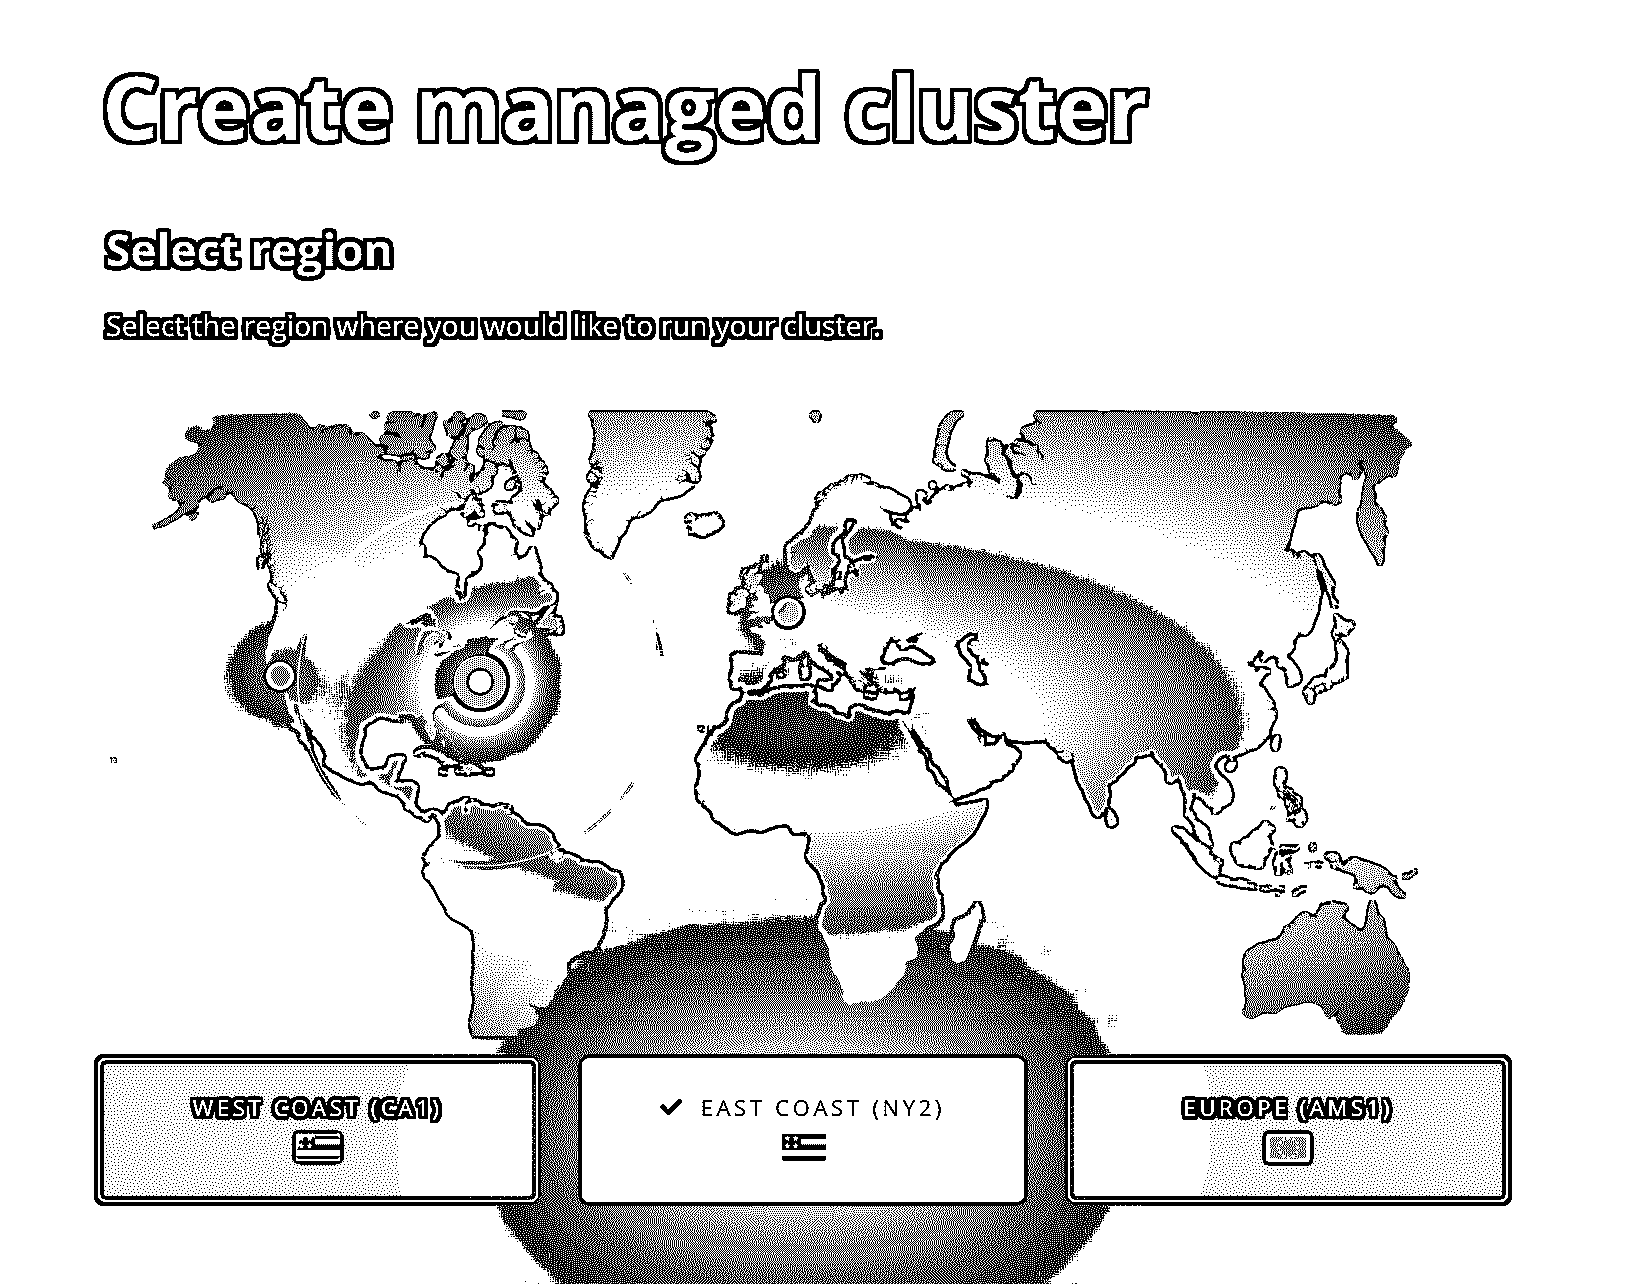 Create managed cluster
Select region
Select the region where you would like to run your cluster.
WEST COAST (CA1)
EAST COAST (NY2)
EUROPE (AMS1)